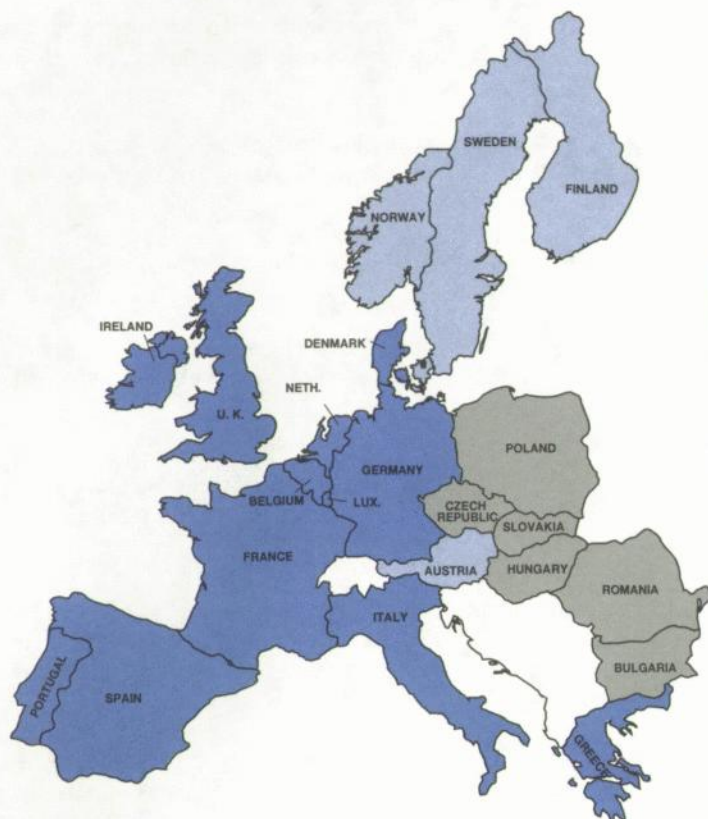 SWEDEN
FINLAND
NORWAY
IRELAND
DENMARK
NETH.
U. K.
POLAND
GERMANY
BELGIUM
LUX.
CZECH
REPUBLIC
SLOVAKIA
FRANCE
AUSTRIA
HUNGARY
ROMANIA
ITALY
BULGARIA
PORTUGAL
SPAIN
GREECE